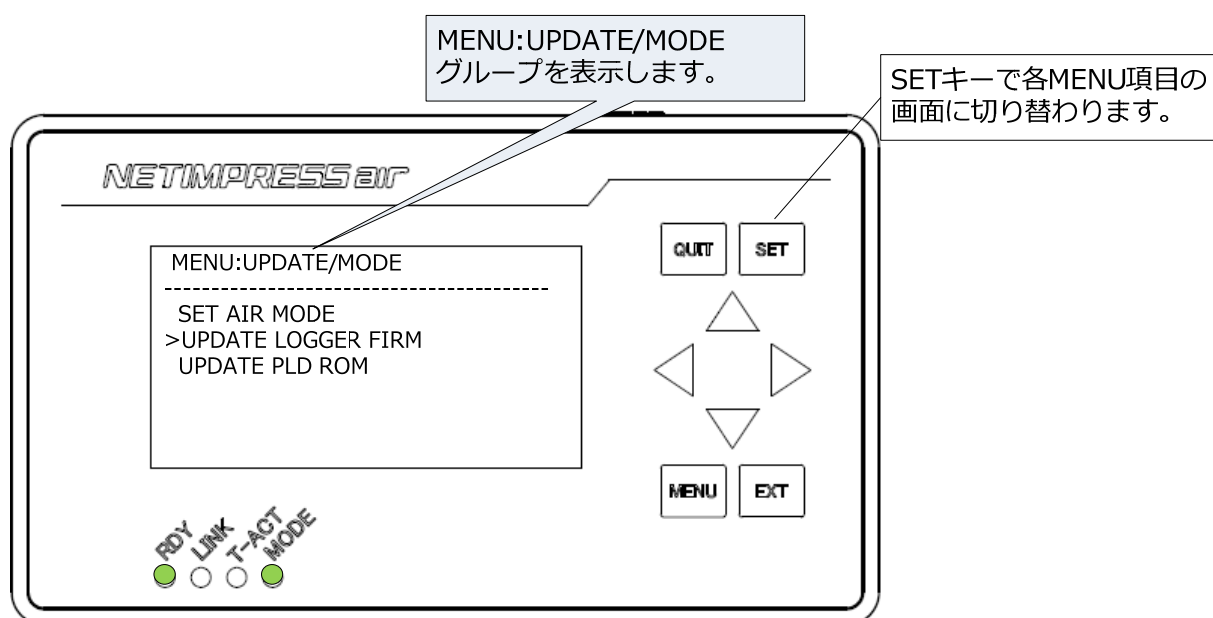 MENU:UPDATE/MODE
グループを表示します。
SETキーで各MENU項目の
画面に切り替わります。
NETIMPRESS air
MENU:UPDATE/MODE
----------------------------------------
SET AIR MODE
>UPDATE LOGGER FIRM
UPDATE PLD ROM
QUIT
SET
MENU
EXT
RDY
LINK
T-ACT
MODE